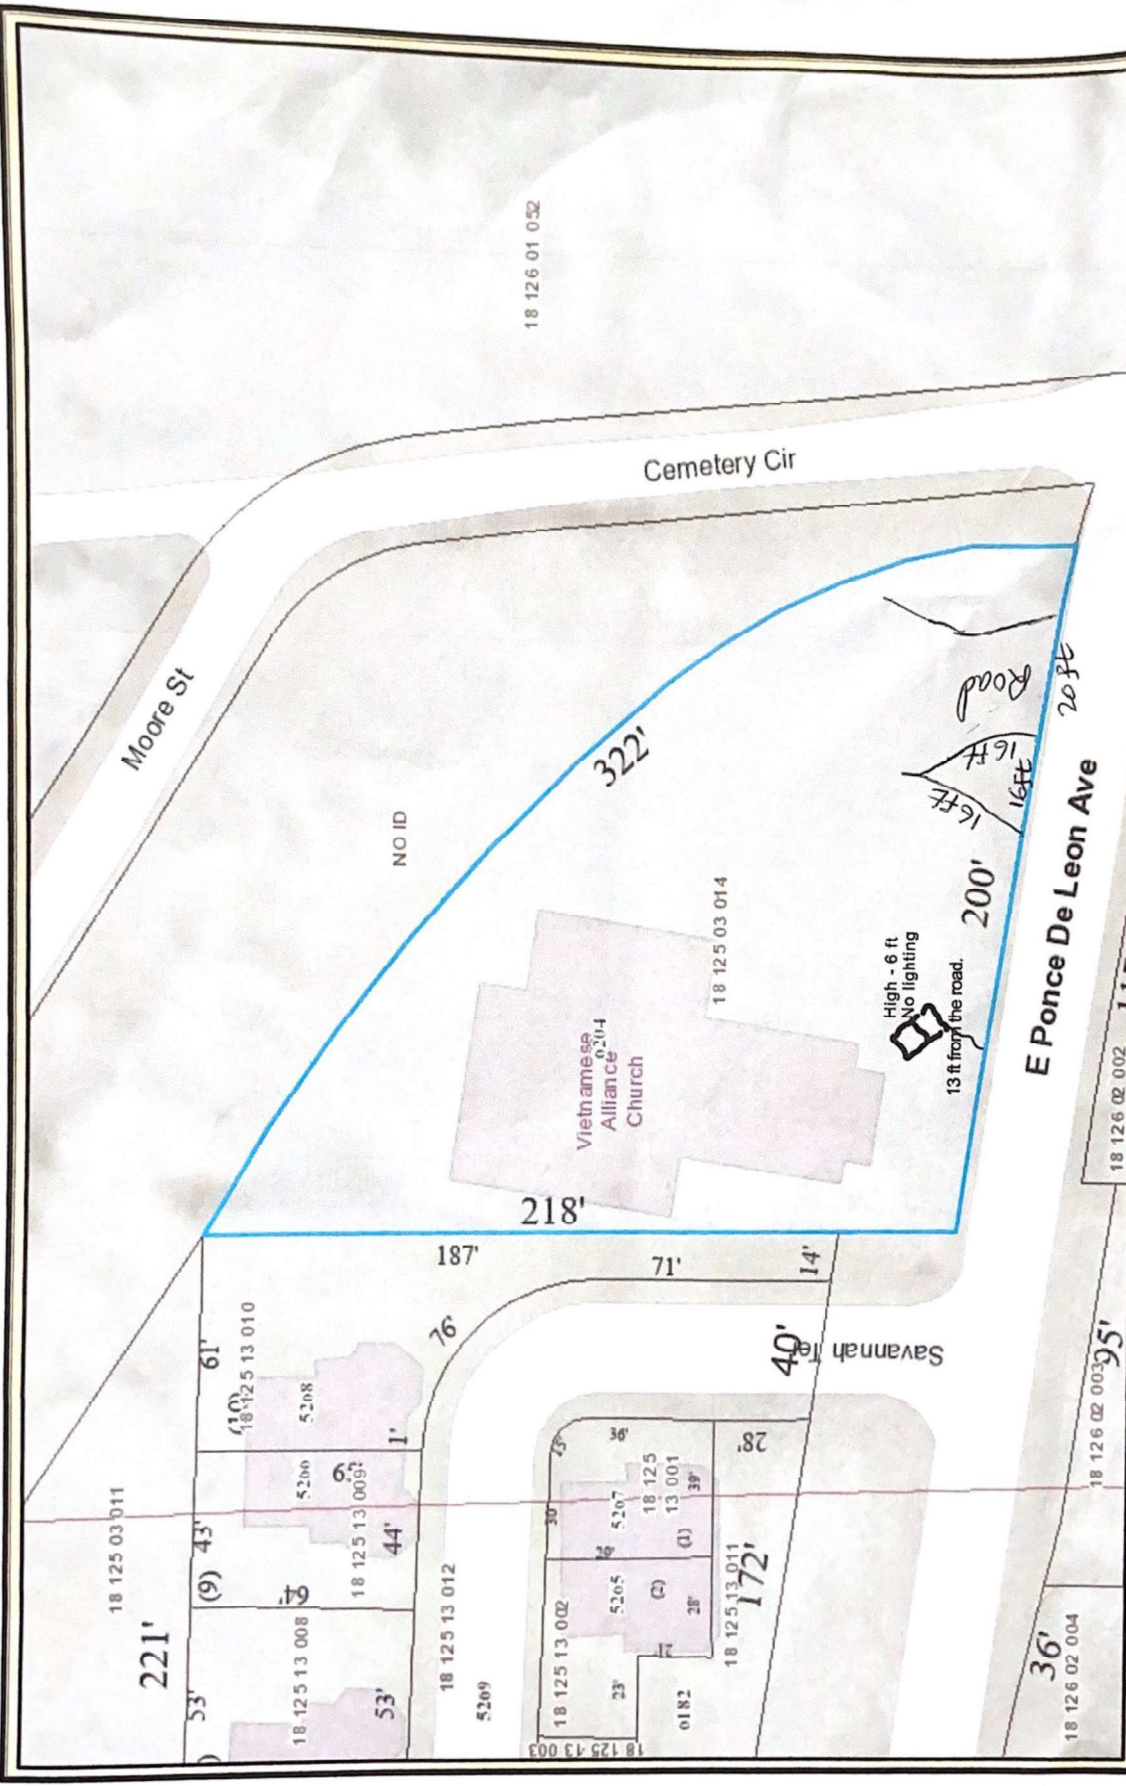 Moore St
Cemetery Cir
18 126 01 052
NO ID
322'
18 125 03 014
Vietnamese
Alliance
Church
218'
200'
High - 6 ft
No lighting
13 ft from the road.
16ft
16ft
16ft
Road
20 ft
E Ponce De Leon Ave
Savannah Ter
187'
71'
14'
76'
40'
61'
(10)
18 125 13 010
5208
1'
18 125 03 011
221'
43'
(9)
44'
64'
18 125 13 009
53'
18 125 13 008
53'
18 125 13 012
5209
30'
36'
5207
18 125
13 001
39'
(1)
28'
18 125 13 002
5205
(2)
28'
23'
18 125 13 011
172'
0182
18 125 13 003
95'
18 126 02 003
18 126 02 002
36'
18 126 02 004